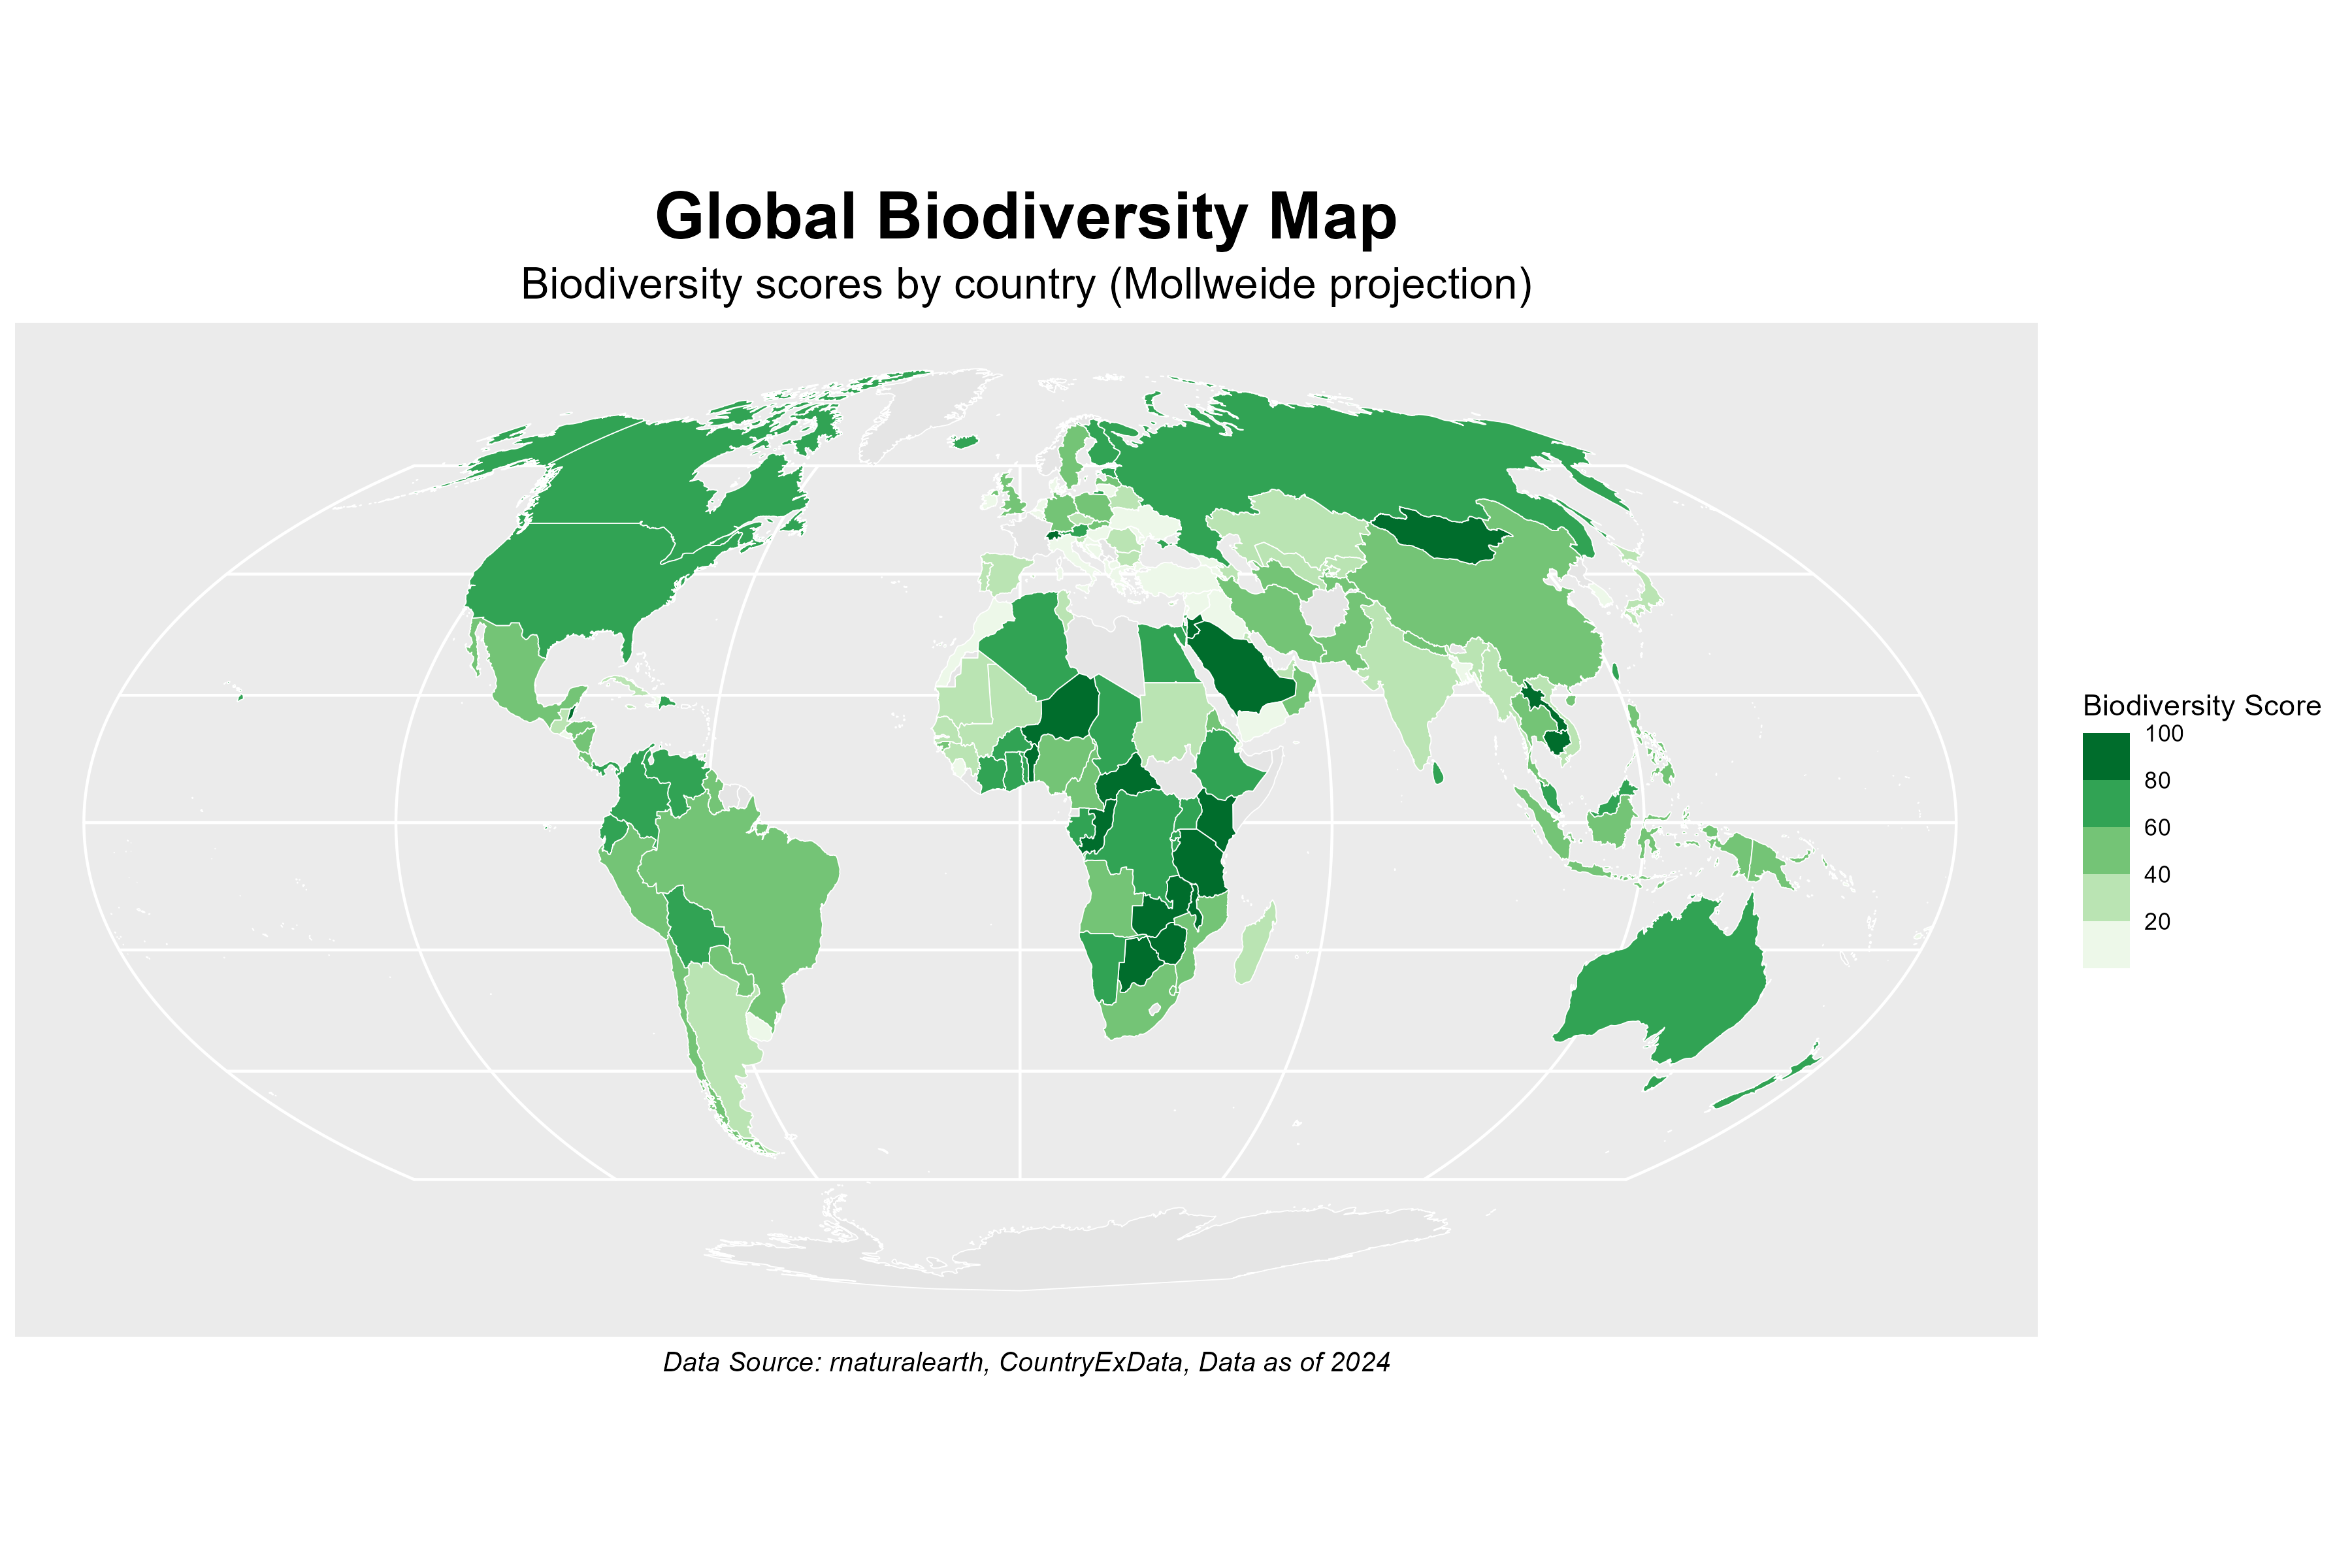 Global Biodiversity Map
Biodiversity scores by country (Mollweide projection)
Biodiversity Score
100
80
60
40
20
Data Source: rnaturalearth, CountryExData, Data as of 2024